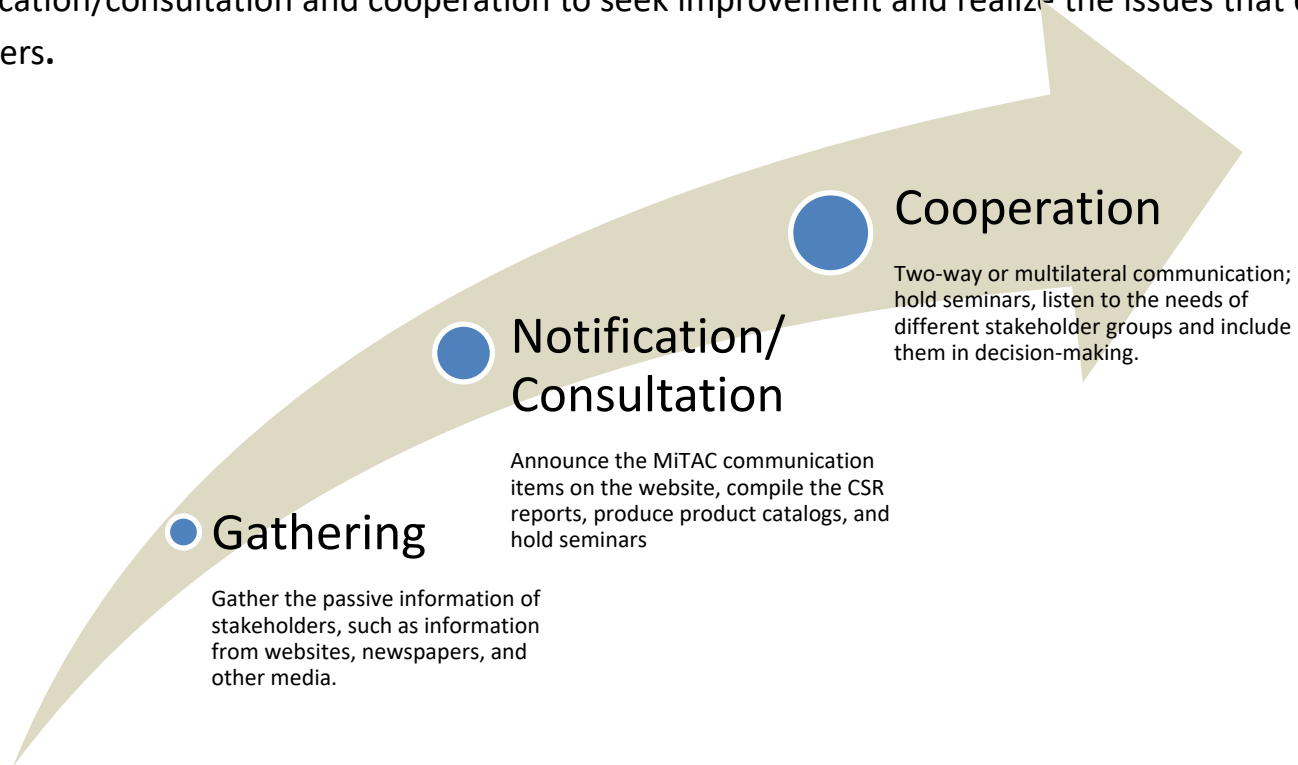 cation/consultation and cooperation to seek improvement and realize the issues that
ers.
Cooperation
Two-way or multilateral communication;
hold seminars, listen to the needs of
different stakeholder groups and include
them in decision-making.
Notification/
Consultation
Announce the MiTAC communication
items on the website, compile the CSR
reports, produce product catalogs, and
hold seminars
Gathering
Gather the passive information of
stakeholders, such as information
from websites, newspapers, and
other media.